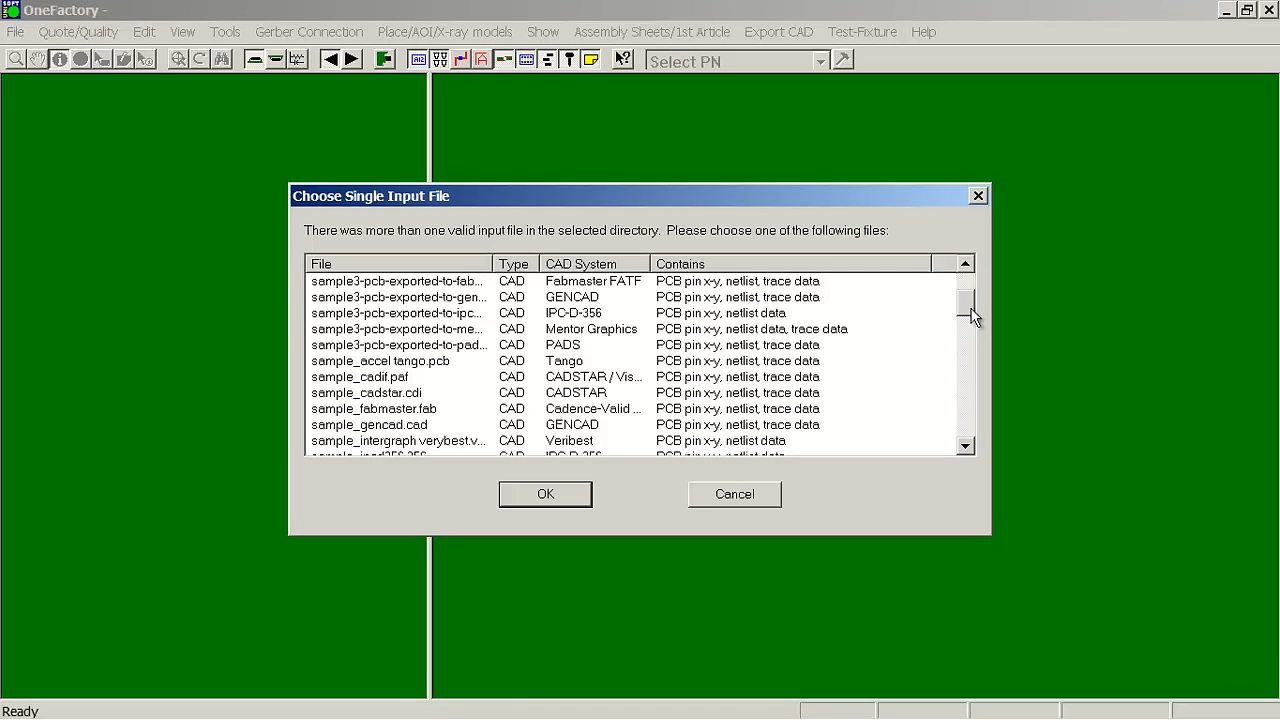 OneFactory -
File Quote/Quality Edit View Tools Gerber Connection Place/AOI/X-ray models Show Assembly Sheets/1st Article Export CAD Test-Fixture Help
Select PN
Choose Single Input File
There was more than one valid input file in the selected directory. Please choose one of the following files:
File Type CAD System Contains
sample3-pcb-exported-to-fab... CAD Fabmaster FATF PCB pin x-y, netlist, trace data
sample3-pcb-exported-to-gen... CAD GENCAD PCB pin x-y, netlist, trace data
sample3-pcb-exported-to-ipc... CAD IPC-D-356 PCB pin x-y, netlist data
sample3-pcb-exported-to-me... CAD Mentor Graphics PCB pin x-y, netlist data, trace data
sample3-pcb-exported-to-pad... CAD PADS PCB pin x-y, netlist, trace data
sample_accel tango.pcb CAD Tango PCB pin x-y, netlist, trace data
sample_cadif.paf CAD CADSTAR / Vis... PCB pin x-y, netlist, trace data
sample_cadstar.cdi CAD CADSTAR PCB pin x-y, netlist, trace data
sample_fabmaster.fab CAD Cadence-Valid ... PCB pin x-y, netlist, trace data
sample_gencad.cad CAD GENCAD PCB pin x-y, netlist, trace data
sample_intergraph verybest.v... CAD Veribest PCB pin x-y, netlist data
OK Cancel
Ready